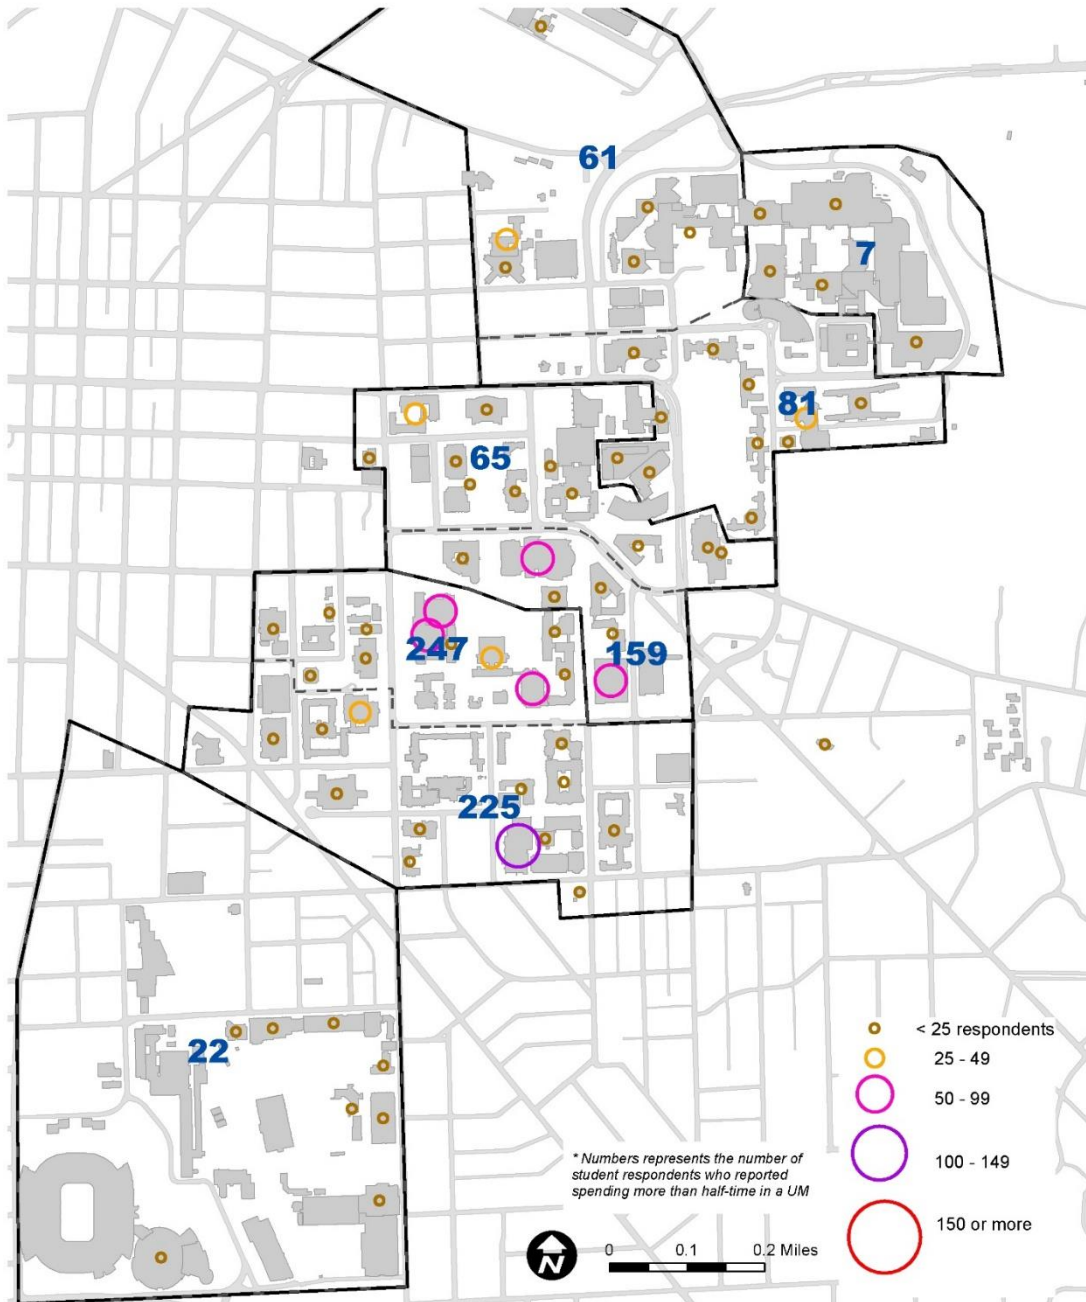 61
7
81
65
247
159
225
22
< 25 respondents
25 - 49
50 - 99
100 - 149
150 or more
* Numbers represents the number of
student respondents who reported
spending more than half-time in a UM
N
0 0.1 0.2 Miles